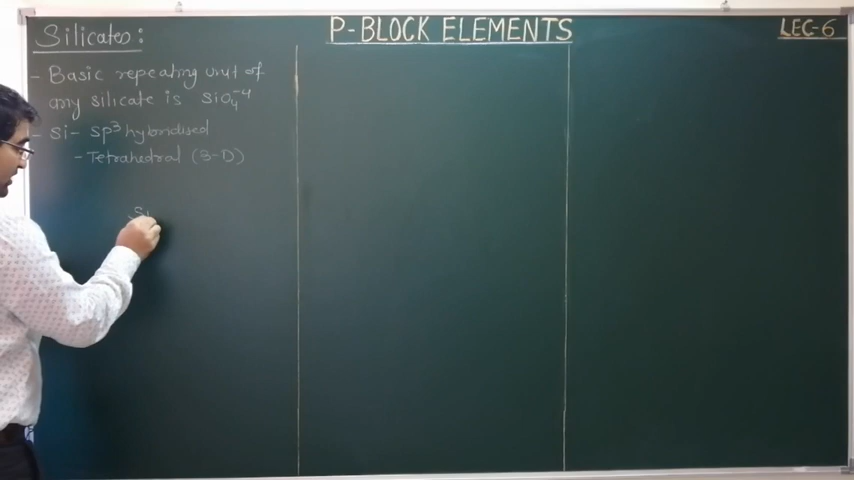 P-BLOCK ELEMENTS
LEC-6
Silicates:
- Basic repeating unit of
any silicate is SiO₄⁻⁴
- Si - sp³ hybridised
- Tetrahedral (3-D)
Si